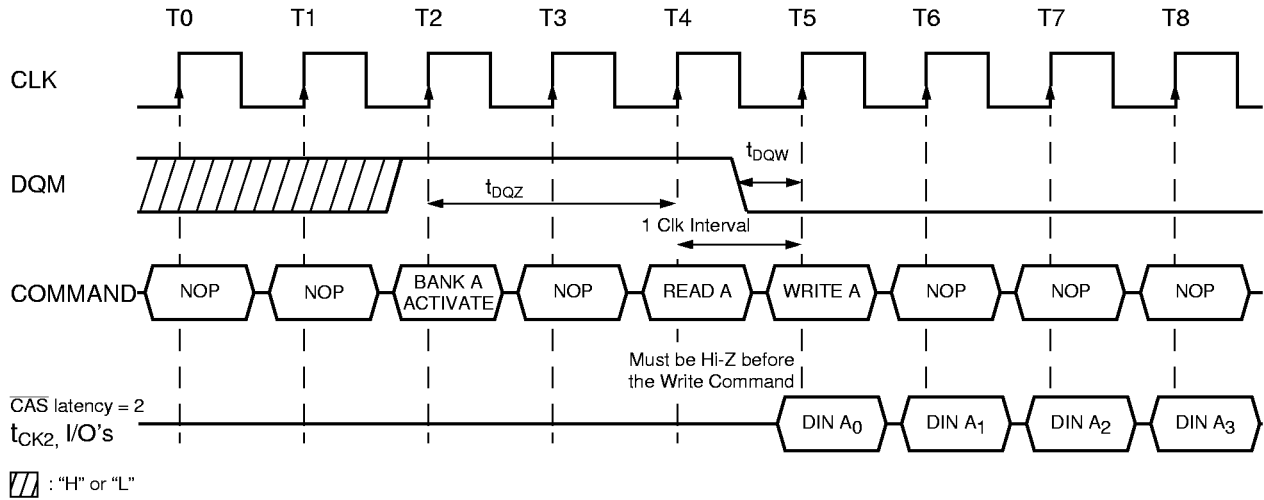 T0 T1 T2 T3 T4 T5 T6 T7 T8
CLK
tDQW
DQM
tDQZ
1 Clk Interval
COMMAND NOP NOP BANK A ACTIVATE NOP READ A WRITE A NOP NOP NOP
Must be Hi-Z before
the Write Command
CAS latency = 2
tCK2, I/O's DIN A0 DIN A1 DIN A2 DIN A3
: “H” or “L”